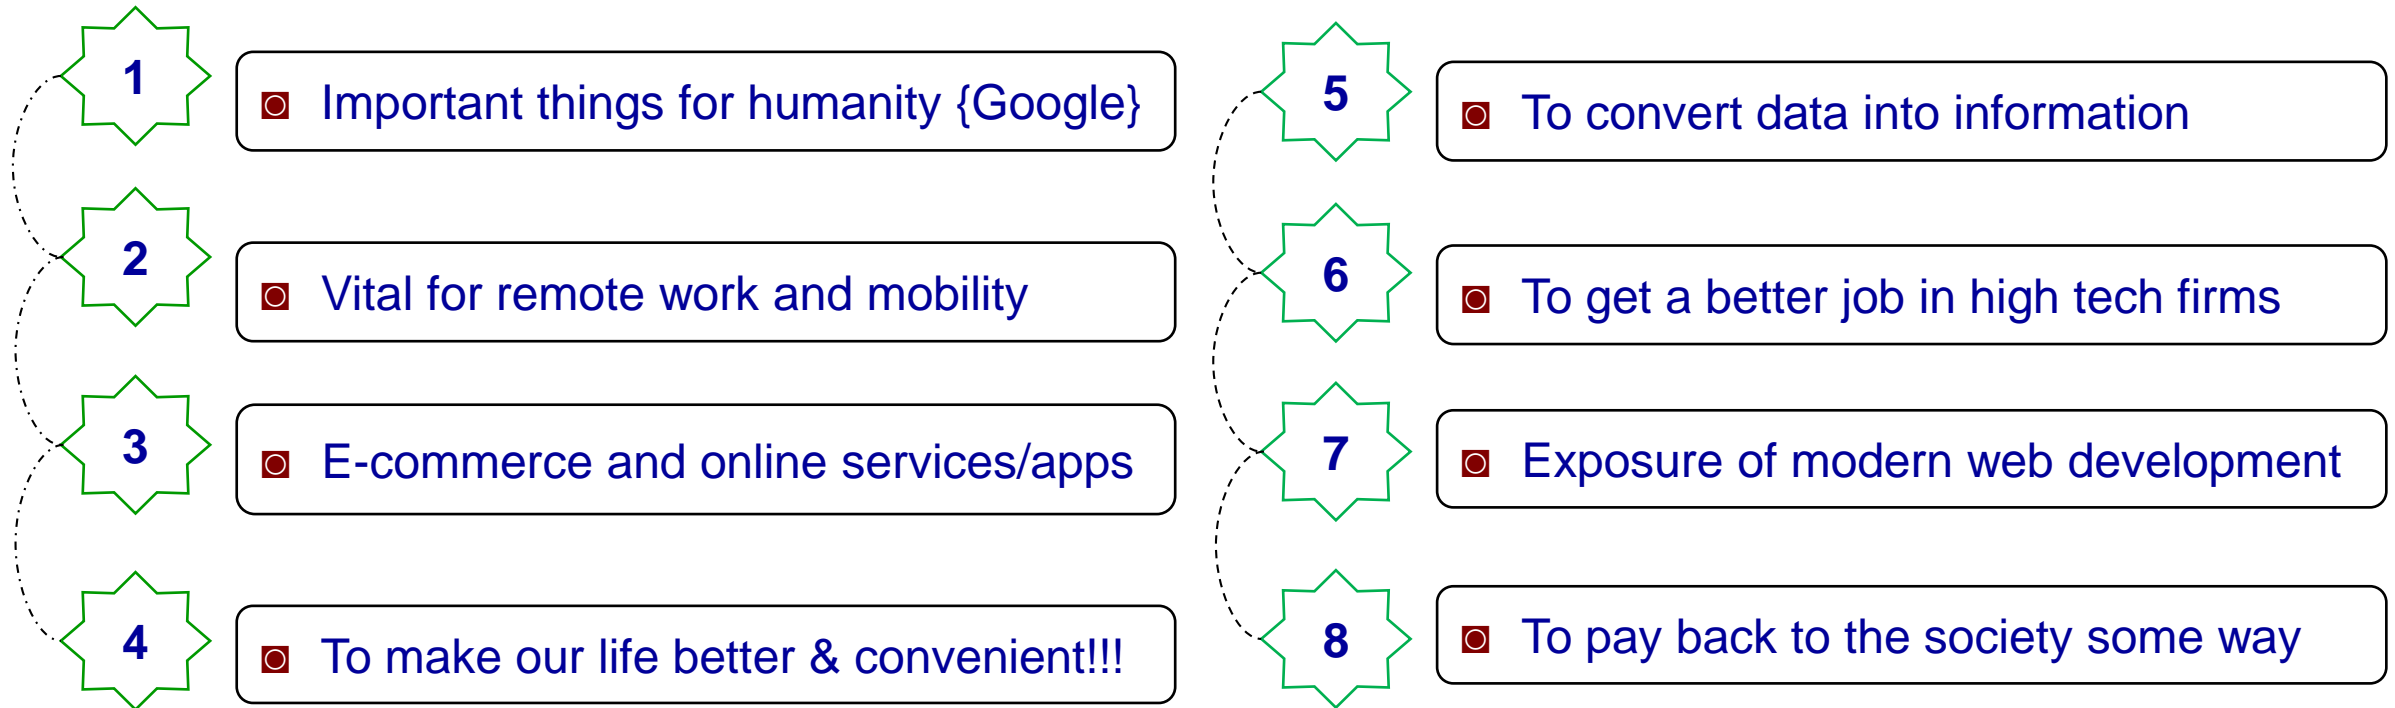 1
Important things for humanity {Google}
2
Vital for remote work and mobility
3
E-commerce and online services/apps
4
To make our life better & convenient!!!
5
To convert data into information
6
To get a better job in high tech firms
7
Exposure of modern web development
8
To pay back to the society some way